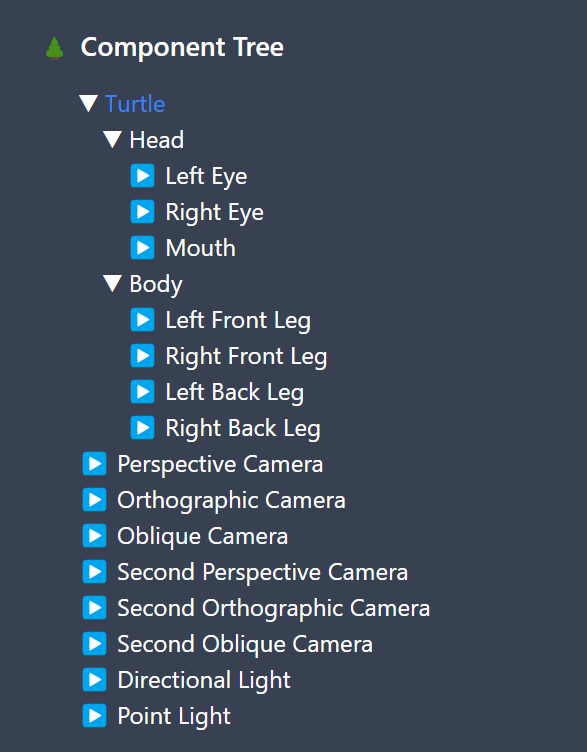 Component Tree
Turtle
Head
Left Eye
Right Eye
Mouth
Body
Left Front Leg
Right Front Leg
Left Back Leg
Right Back Leg
Perspective Camera
Orthographic Camera
Oblique Camera
Second Perspective Camera
Second Orthographic Camera
Second Oblique Camera
Directional Light
Point Light